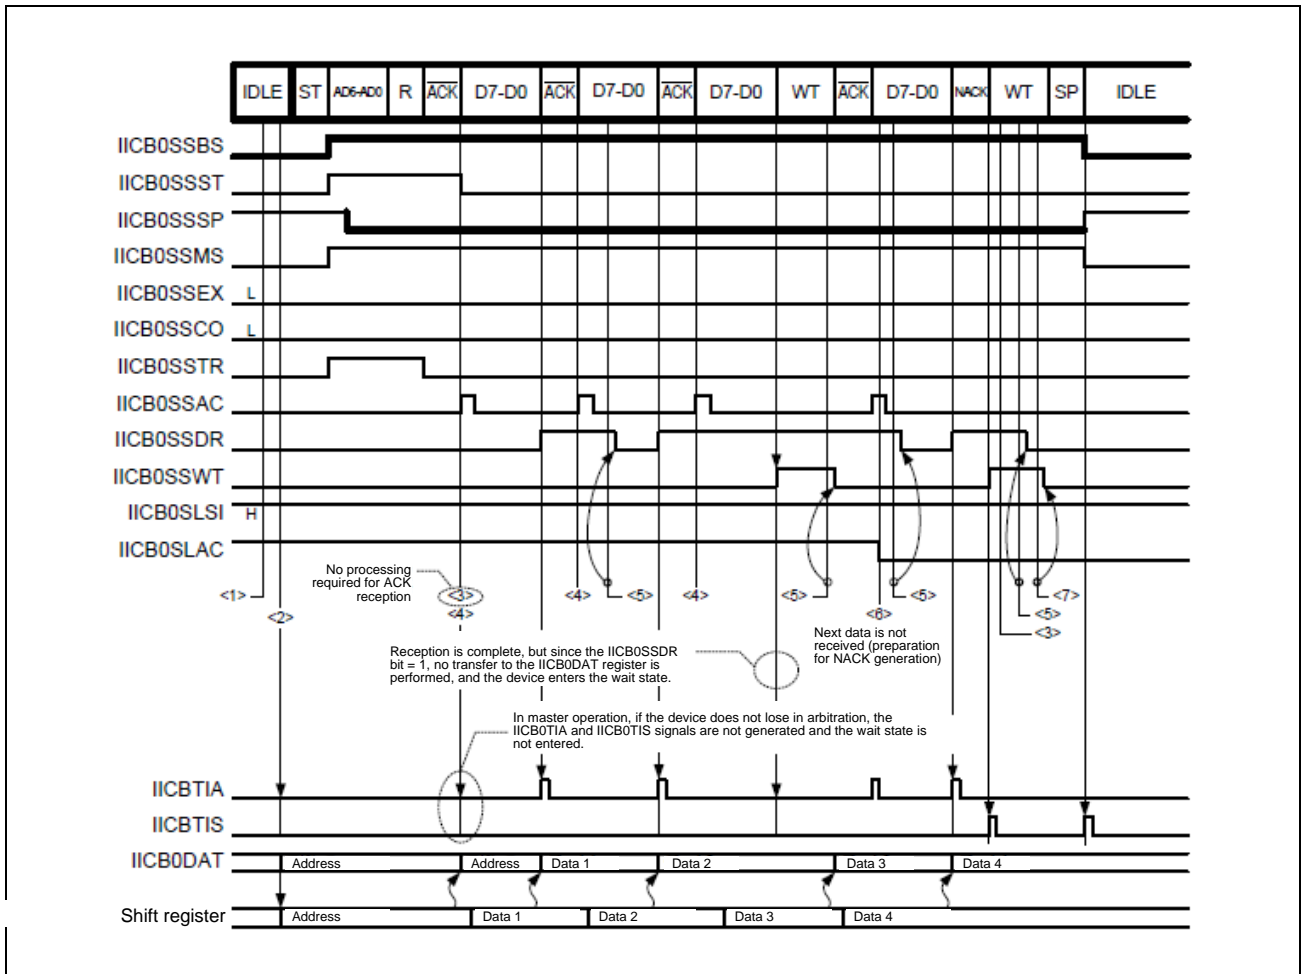 IDLE ST AD6-AD0 R ACK D7-D0 ACK D7-D0 ACK D7-D0 WT ACK D7-D0 NACK WT SP IDLE
IICB0SSBS
IICB0SSST
IICB0SSSP
IICB0SSMS
IICB0SSEX L
IICB0SSCO L
IICB0SSTR
IICB0SSAC
IICB0SSDR
IICB0SSWT
IICB0SLSI H
IICB0SLAC
No processing
required for ACK
reception
<1> <3> <4> <5> <4> <5> <5> <7>
<2> <4> <6> <5>
<3>
Next data is not
received (preparation
for NACK generation)
Reception is complete, but since the IICB0SSDR
bit = 1, no transfer to the IICB0DAT register is
performed, and the device enters the wait state.
In master operation, if the device does not lose in arbitration, the
IICB0TIA and IICB0TIS signals are not generated and the wait state is
not entered.
IICBTIA
IICBTIS
IICB0DAT Address Address Data 1 Data 2 Data 3 Data 4
Shift register Address Data 1 Data 2 Data 3 Data 4